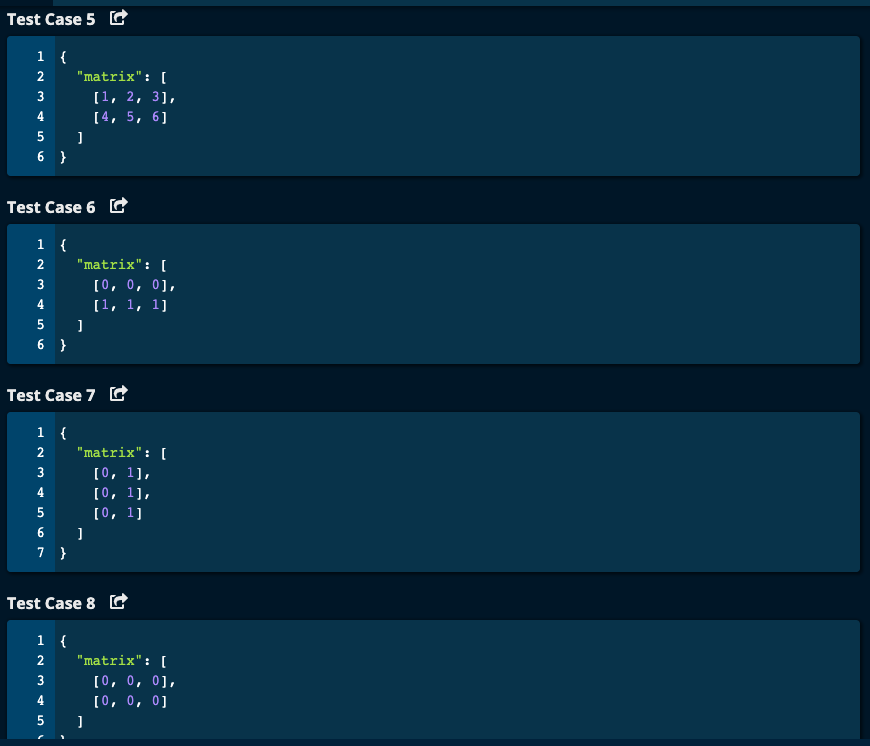 Test Case 5
1 {
2   "matrix": [
3     [1, 2, 3],
4     [4, 5, 6]
5   ]
6 }
Test Case 6
1 {
2   "matrix": [
3     [0, 0, 0],
4     [1, 1, 1]
5   ]
6 }
Test Case 7
1 {
2   "matrix": [
3     [0, 1],
4     [0, 1],
5     [0, 1]
6   ]
7 }
Test Case 8
1 {
2   "matrix": [
3     [0, 0, 0],
4     [0, 0, 0]
5   ]